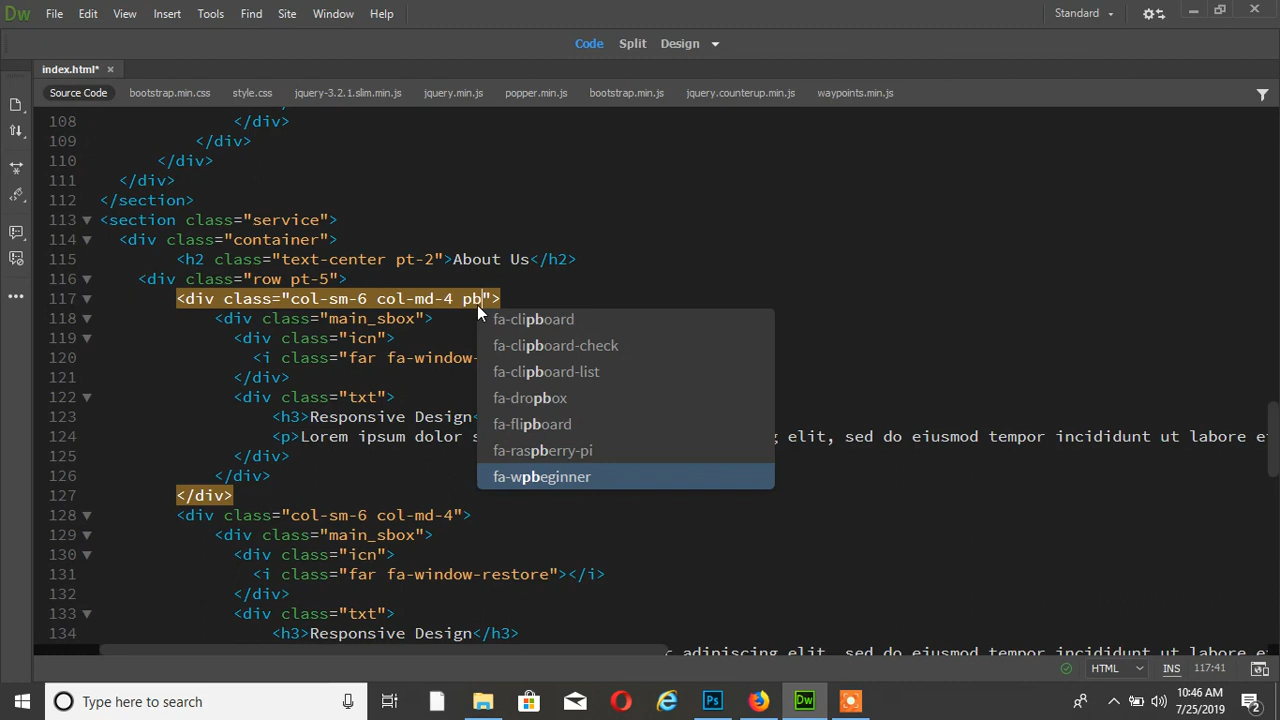 Dw File Edit View Insert Tools Find Site Window Help Standard
Code Split Design
index.html*
Source Code bootstrap.min.css style.css jquery-3.2.1.slim.min.js jquery.min.js popper.min.js bootstrap.min.js jquery.counterup.min.js waypoints.min.js
108 </div>
109 </div>
110 </div>
111 </div>
112 </section>
113 <section class="service">
114 <div class="container">
115 <h2 class="text-center pt-2">About Us</h2>
116 <div class="row pt-5">
117 <div class="col-sm-6 col-md-4 pb">
118 <div class="main_sbox"> fa-clipboard
119 <div class="icn"> fa-clipboard-check
120 <i class="far fa-window-
121 </div> fa-clipboard-list
122 <div class="txt"> fa-dropbox
123 <h3>Responsive Design fa-flipboard
124 <p>Lorem ipsum dolor s g elit, sed do eiusmod tempor incididunt ut labore e
125 </div> fa-raspberry-pi
126 </div> fa-wpbeginner
127 </div>
128 <div class="col-sm-6 col-md-4">
129 <div class="main_sbox">
130 <div class="icn">
131 <i class="far fa-window-restore"></i>
132 </div>
133 <div class="txt">
134 <h3>Responsive Design</h3>
r adipiscing elit, sed do eiusmod tempor incididunt ut labore e
HTML INS 117:41
Type here to search Ps Dw 10:46 AM
7/25/2019 2